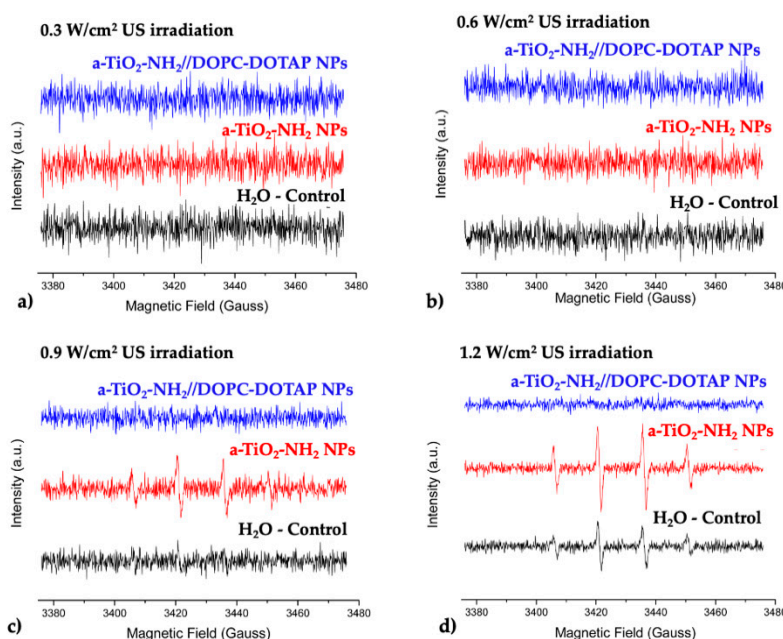 0.3 W/cm² US irradiation
a-TiO₂-NH₂//DOPC-DOTAP NPs
a-TiO₂-NH₂ NPs
H₂O - Control
Intensity (a.u.)
3380 3400 3420 3440 3460 3480
Magnetic Field (Gauss)
a)
0.6 W/cm² US irradiation
a-TiO₂-NH₂//DOPC-DOTAP NPs
a-TiO₂-NH₂ NPs
H₂O - Control
Intensity (a.u.)
3380 3400 3420 3440 3460 3480
Magnetic Field (Gauss)
b)
0.9 W/cm² US irradiation
a-TiO₂-NH₂//DOPC-DOTAP NPs
a-TiO₂-NH₂ NPs
H₂O - Control
Intensity (a.u.)
3380 3400 3420 3440 3460 3480
Magnetic Field (Gauss)
c)
1.2 W/cm² US irradiation
a-TiO₂-NH₂//DOPC-DOTAP NPs
a-TiO₂-NH₂ NPs
H₂O - Control
Intensity (a.u.)
3380 3400 3420 3440 3460 3480
Magnetic Field (Gauss)
d)